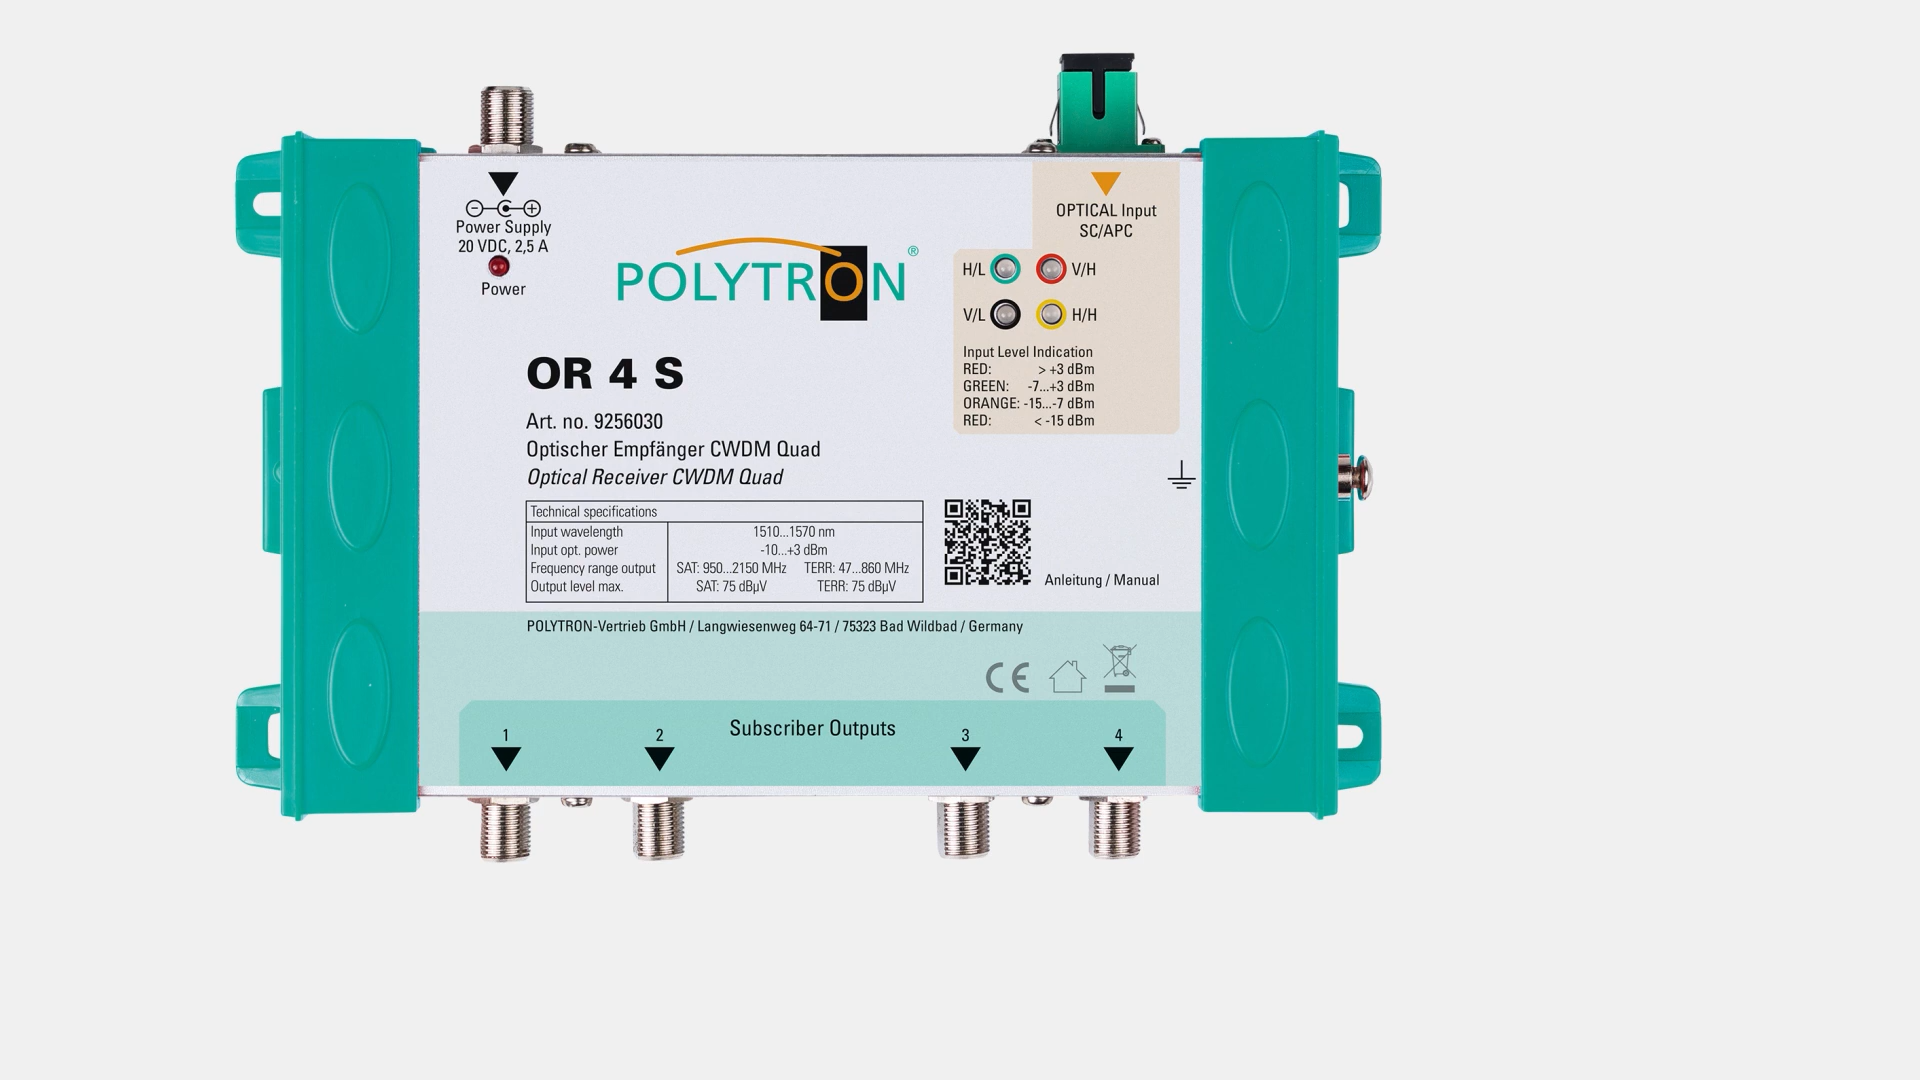 Power Supply
20 VDC, 2,5 A
Power
POLYTRON®
OPTICAL Input
SC/APC
H/L V/H
V/L H/H
Input Level Indication
RED: > +3 dBm
GREEN: -7...+3 dBm
ORANGE: -15...-7 dBm
RED: < -15 dBm
OR 4 S
Art. no. 9256030
Optischer Empfänger CWDM Quad
Optical Receiver CWDM Quad
Technical specifications
Input wavelength 1510...1570 nm
Input opt. power -10...+3 dBm
Frequency range output SAT: 950...2150 MHz TERR: 47...860 MHz
Output level max. SAT: 75 dBµV TERR: 75 dBµV
Anleitung / Manual
POLYTRON-Vertrieb GmbH / Langwiesenweg 64-71 / 75323 Bad Wildbad / Germany
CE
Subscriber Outputs
1 2 3 4